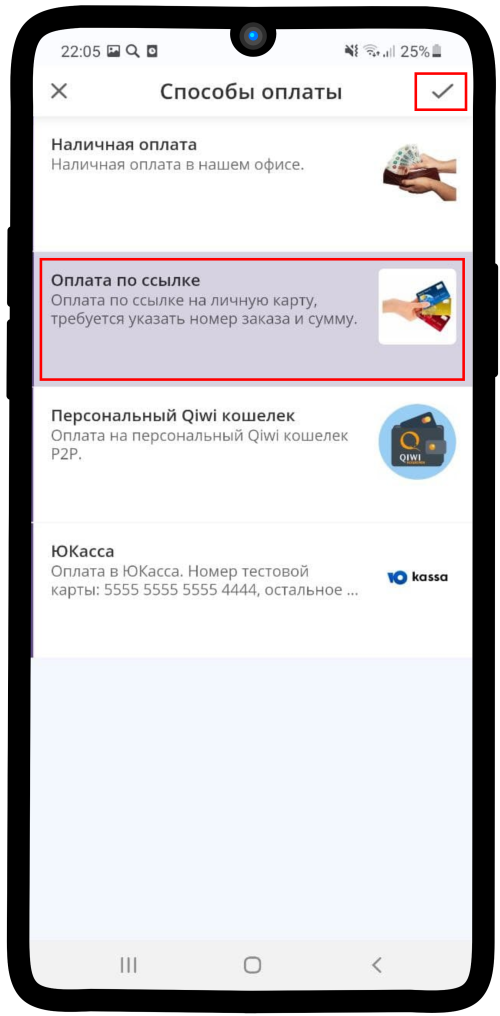 22:05 25%
Способы оплаты
Наличная оплата
Наличная оплата в нашем офисе.
Оплата по ссылке
Оплата по ссылке на личную карту,
требуется указать номер заказа и сумму.
Персональный Qiwi кошелек
Оплата на персональный Qiwi кошелек
P2P.
QIWI
ЮКасса
Оплата в ЮКасса. Номер тестовой
карты: 5555 5555 5555 4444, остальное ...
Ю kassa